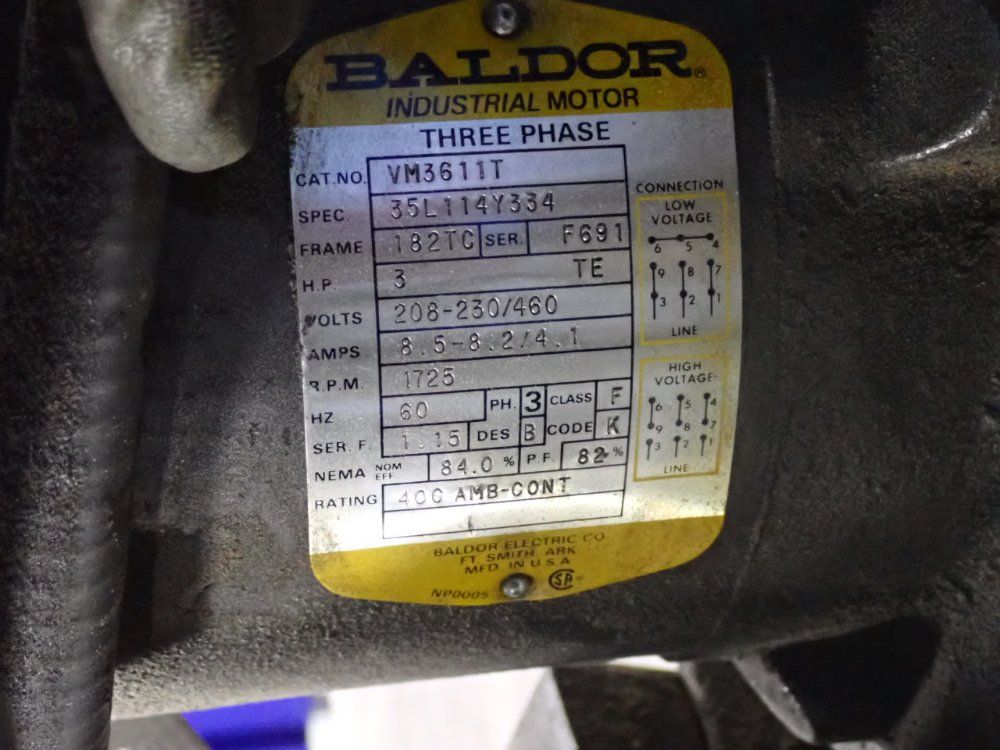 BALDOR®
INDUSTRIAL MOTOR
THREE PHASE
CAT.NO. VM3611T
SPEC. 35L114Y334
FRAME 182TC SER. F691
H.P. 3 TE
VOLTS 208-230/460
AMPS 8.5-8.2/4.1
R.P.M. 1725
HZ 60 PH. 3 CLASS F
SER. F. 1.15 DES B CODE K
NEMA NOM EFF 84.0 % P.F. 82 %
RATING 40C AMB-CONT
CONNECTION
LOW
VOLTAGE
6 5 4
9 8 7
3 2 1
LINE
HIGH
VOLTAGE
6 5 4
9 8 7
3 2 1
LINE
BALDOR ELECTRIC CO
FT. SMITH, ARK
MFD. IN U.S.A
NP0005 SA